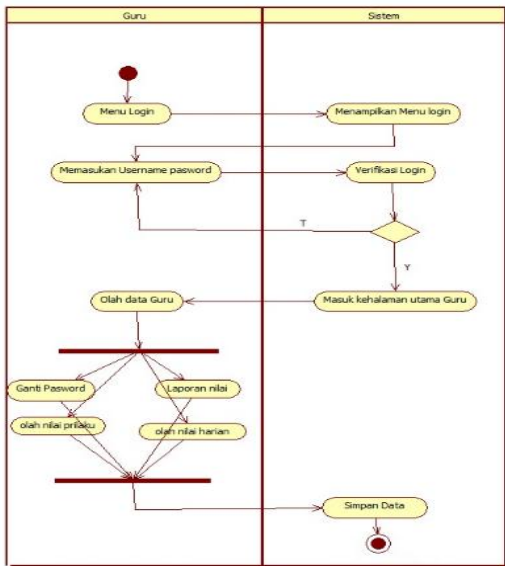 Guru
Sistem
Menu Login
Menampilkan Menu login
Memasukan Username pasword
Verifikasi Login
T
Y
Olah data Guru
Masuk kehalaman utama Guru
Ganti Pasword
Laporan nilai
olah nilai prilaku
olah nilai harian
Simpan Data